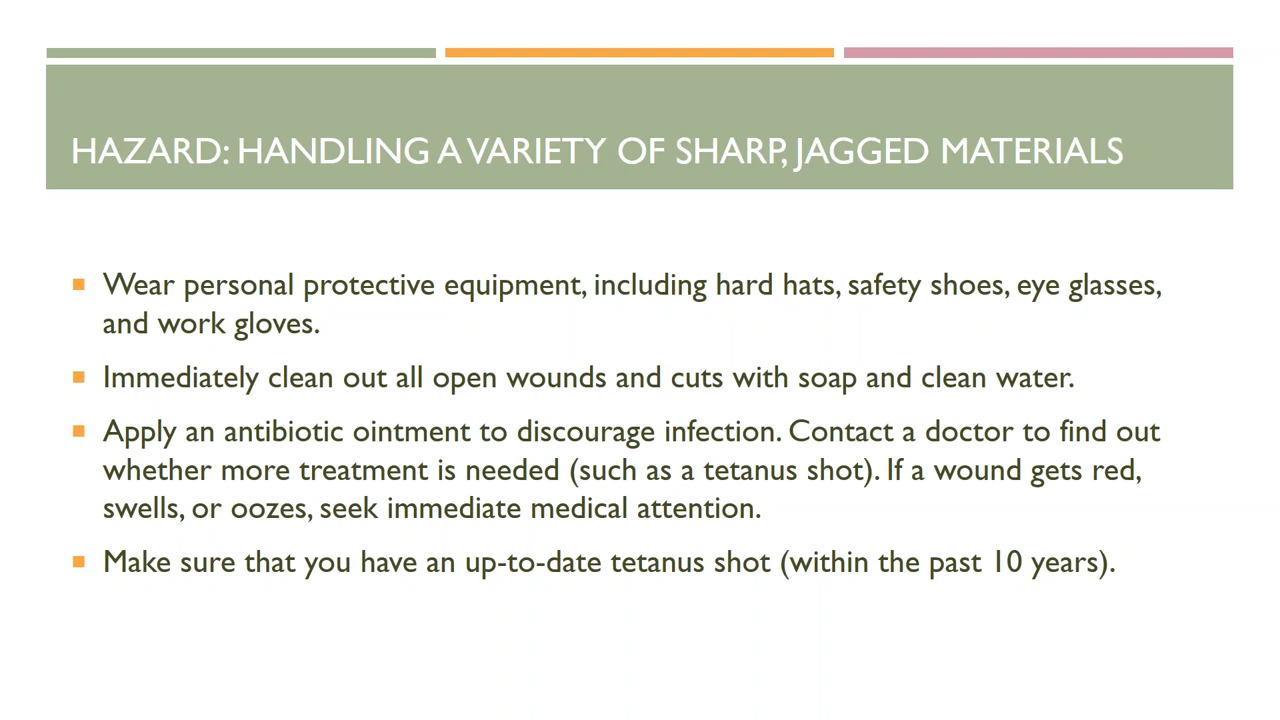 HAZARD: HANDLING A VARIETY OF SHARP, JAGGED MATERIALS
Wear personal protective equipment, including hard hats, safety shoes, eye glasses,
and work gloves.
Immediately clean out all open wounds and cuts with soap and clean water.
Apply an antibiotic ointment to discourage infection. Contact a doctor to find out
whether more treatment is needed (such as a tetanus shot). If a wound gets red,
swells, or oozes, seek immediate medical attention.
Make sure that you have an up-to-date tetanus shot (within the past 10 years).